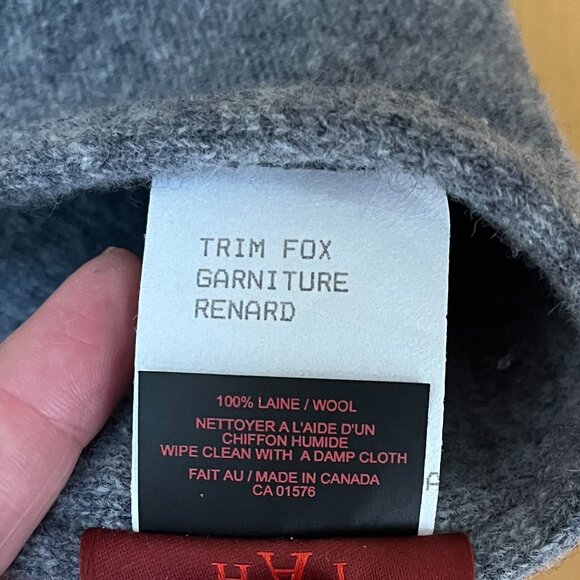 TRIM FOX
GARNITURE
RENARD
100% LAINE / WOOL
NETTOYER A L'AIDE D'UN
CHIFFON HUMIDE
WIPE CLEAN WITH A DAMP CLOTH
FAIT AU / MADE IN CANADA
CA 01576